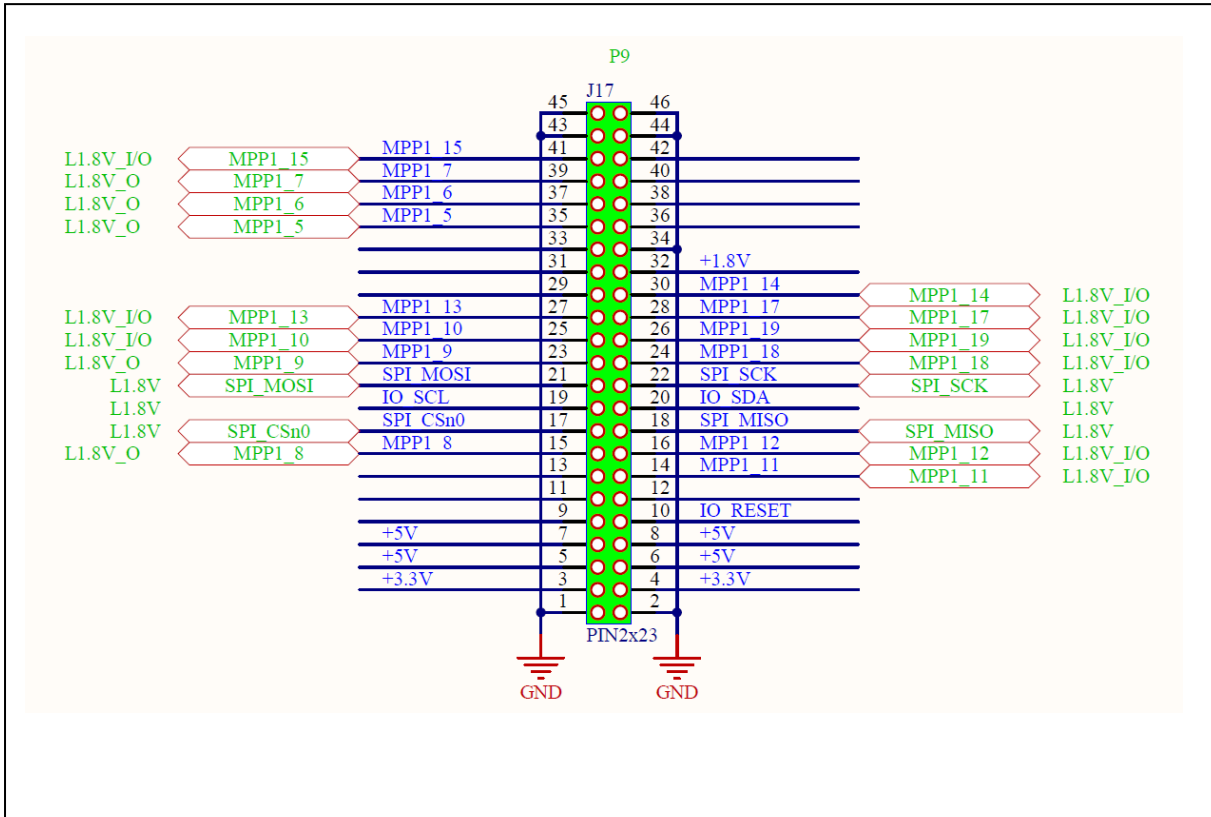 P9
J17
45 46
43 44
L1.8V_I/O MPP1_15 MPP1_15 41 42
L1.8V_O MPP1_7 MPP1_7 39 40
L1.8V_O MPP1_6 MPP1_6 37 38
L1.8V_O MPP1_5 MPP1_5 35 36
33 34
31 32 +1.8V
29 30 MPP1_14 MPP1_14 L1.8V_I/O
L1.8V_I/O MPP1_13 MPP1_13 27 28 MPP1_17 MPP1_17 L1.8V_I/O
L1.8V_I/O MPP1_10 MPP1_10 25 26 MPP1_19 MPP1_19 L1.8V_I/O
L1.8V_O MPP1_9 MPP1_9 23 24 MPP1_18 MPP1_18 L1.8V_I/O
L1.8V SPI_MOSI SPI_MOSI 21 22 SPI_SCK SPI_SCK L1.8V
L1.8V IO_SCL 19 20 IO_SDA L1.8V
L1.8V SPI_CSn0 SPI_CSn0 17 18 SPI_MISO SPI_MISO L1.8V
L1.8V_O MPP1_8 MPP1_8 15 16 MPP1_12 MPP1_12 L1.8V_I/O
13 14 MPP1_11 MPP1_11 L1.8V_I/O
11 12
9 10 IO_RESET
+5V 7 8 +5V
+5V 5 6 +5V
+3.3V 3 4 +3.3V
1 2
PIN2x23
GND GND